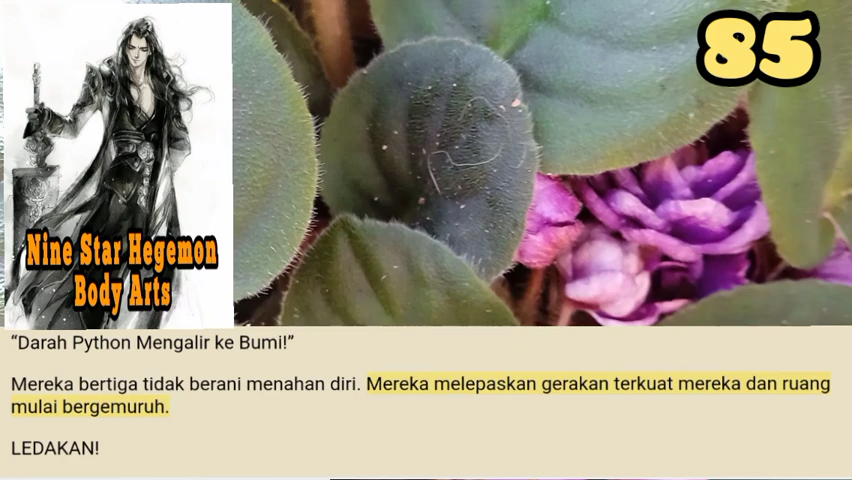 85
Nine Star Hegemon
Body Arts
“Darah Python Mengalir ke Bumi!”
Mereka bertiga tidak berani menahan diri. Mereka melepaskan gerakan terkuat mereka dan ruang
mulai bergemuruh.
LEDAKAN!